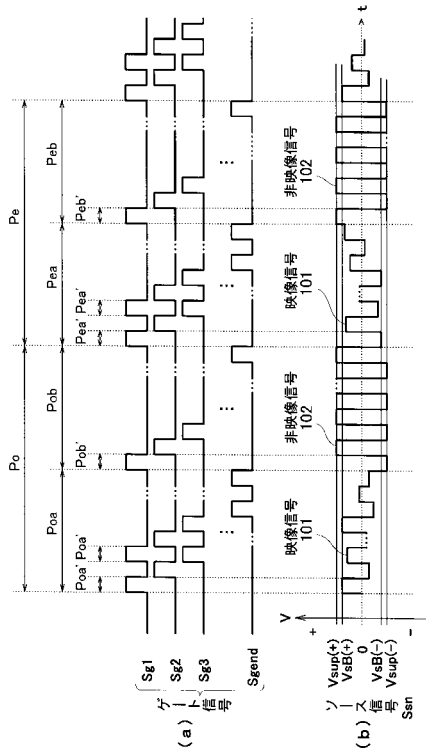 Po
Pe
Poa
Pob
Pea
Peb
Poa'
Poa'
Pob'
Pea'
Pea'
Peb'
(a)
ゲート信号
Sg1
Sg2
Sg3
Sgend
V
+
Vsup(+)
VsB(+)
0
VsB(-)
Vsup(-)
-
(b)
ソース信号
Ssn
映像信号
101
非映像信号
102
映像信号
101
非映像信号
102
t